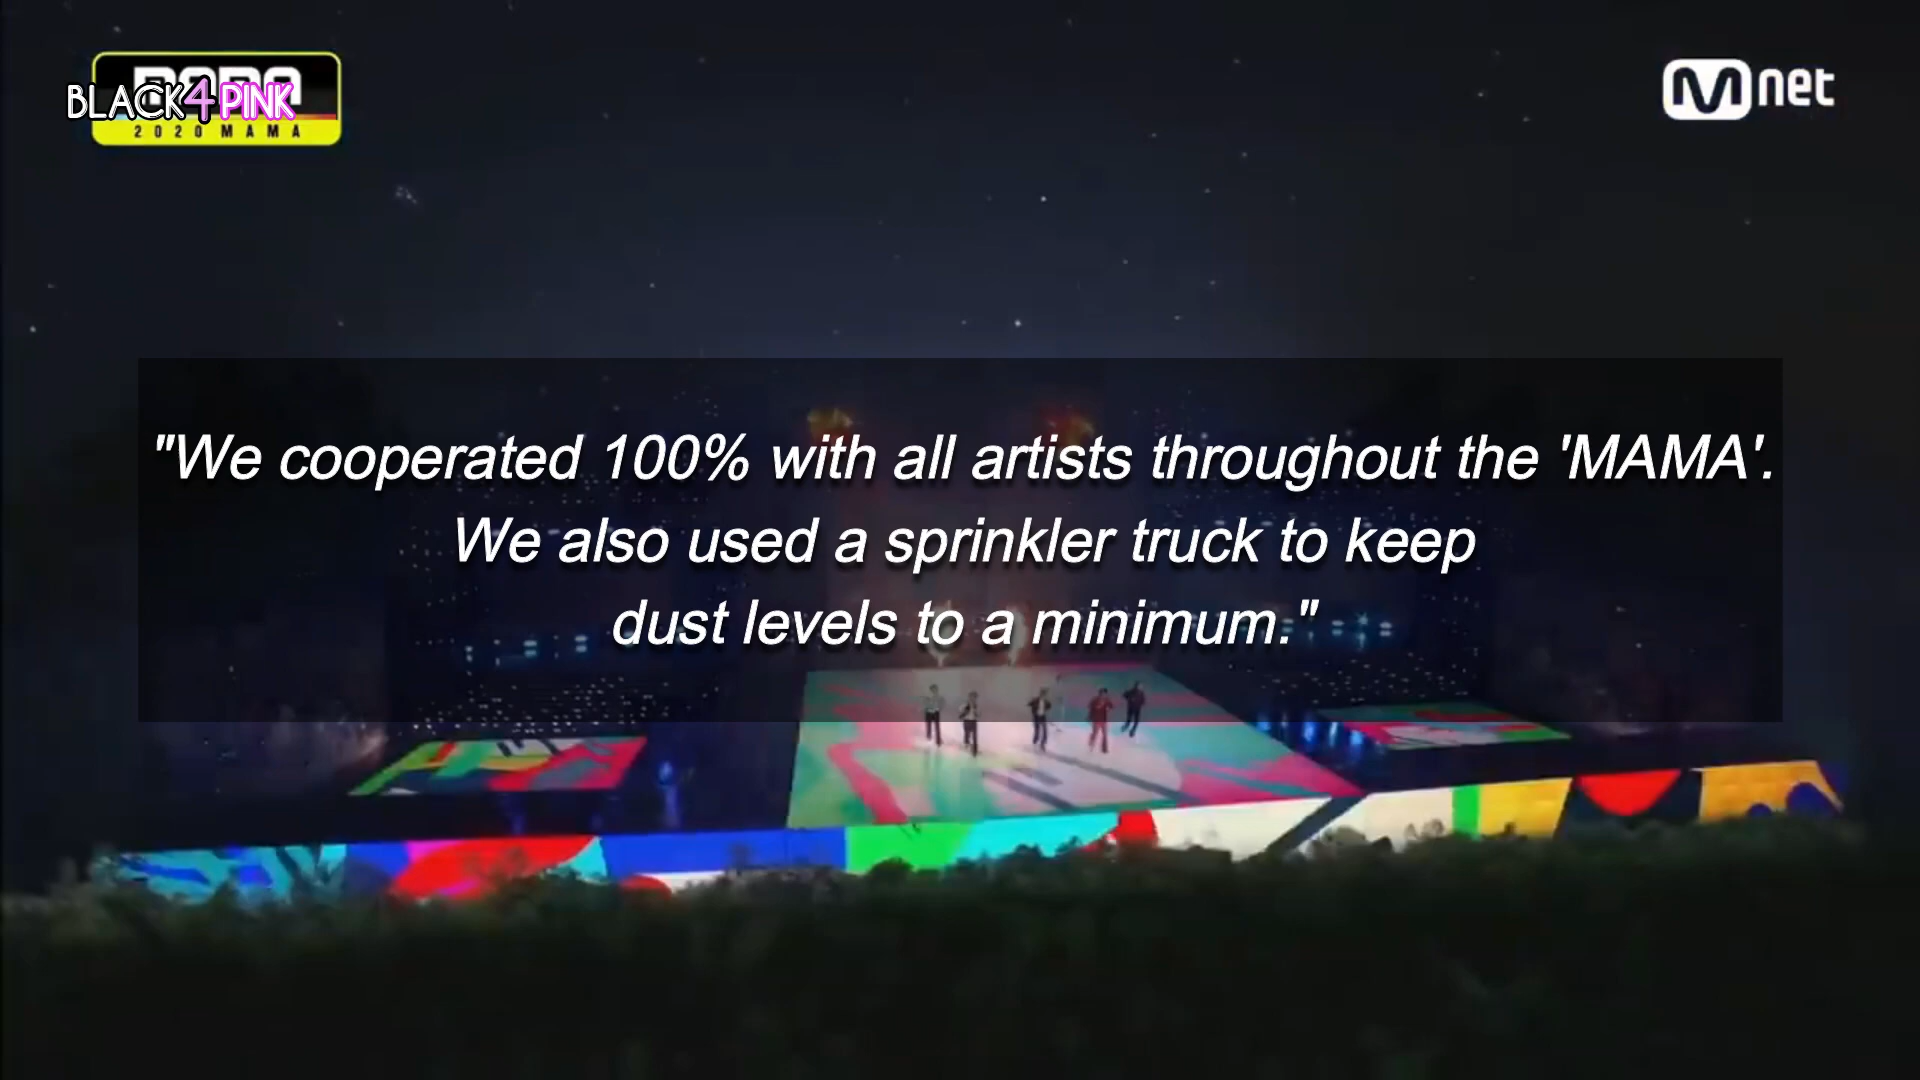 BLACK4PINK
2020 MAMA
Mnet
"We cooperated 100% with all artists throughout the 'MAMA'.
We also used a sprinkler truck to keep
dust levels to a minimum."